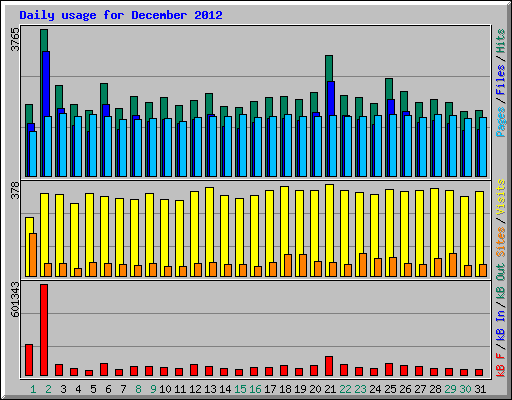 Daily usage for December 2012
3765
Pages / Files / Hits
378
Sites / Visits
601343
kB F / kB In / kB Out
1 2 3 4 5 6 7 8 9 10 11 12 13 14 15 16 17 18 19 20 21 22 23 24 25 26 27 28 29 30 31